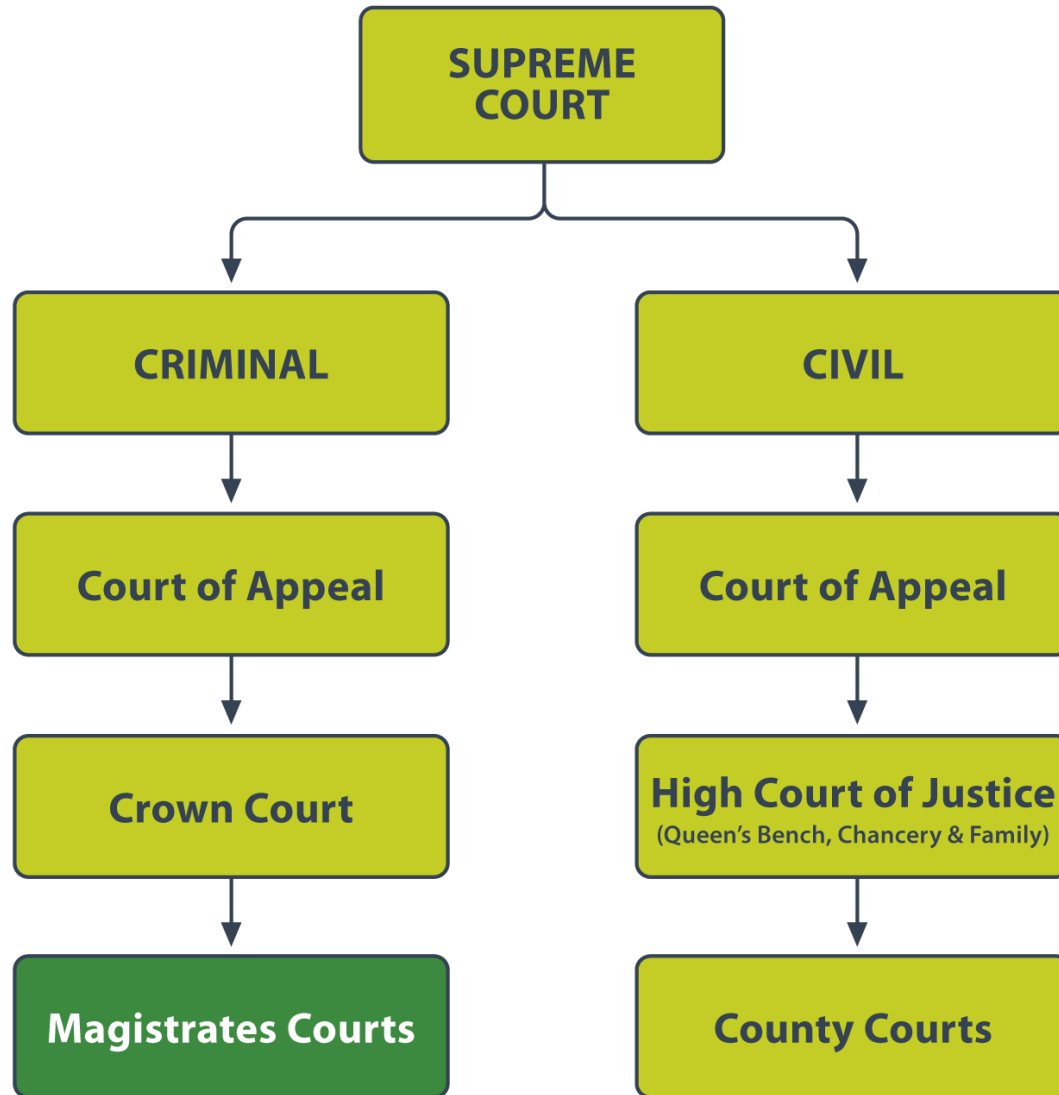 SUPREME
COURT
CRIMINAL
CIVIL
Court of Appeal
Court of Appeal
Crown Court
High Court of Justice
(Queen’s Bench, Chancery & Family)
Magistrates Courts
County Courts